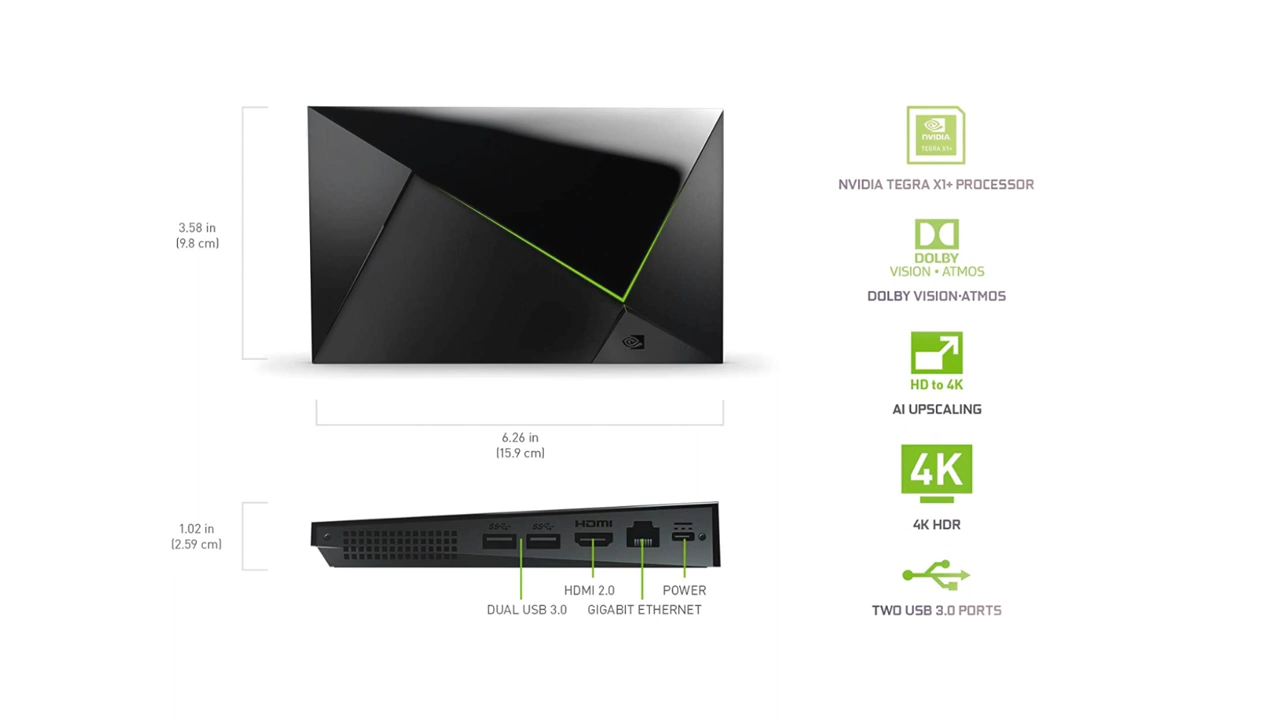 3.58 in
(9.8 cm)
6.26 in
(15.9 cm)
1.02 in
(2.59 cm)
HDMI
DUAL USB 3.0
HDMI 2.0
GIGABIT ETHERNET
POWER
NVIDIA
TEGRA X1+
NVIDIA TEGRA X1+ PROCESSOR
DOLBY
VISION • ATMOS
DOLBY VISION·ATMOS
HD to 4K
AI UPSCALING
4K
4K HDR
TWO USB 3.0 PORTS